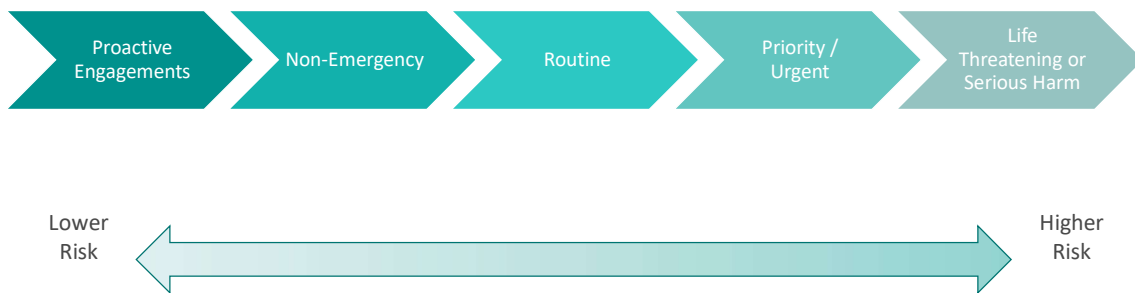 Proactive
Engagements
Non-Emergency
Routine
Priority /
Urgent
Life
Threatening or
Serious Harm
Lower
Risk
Higher
Risk